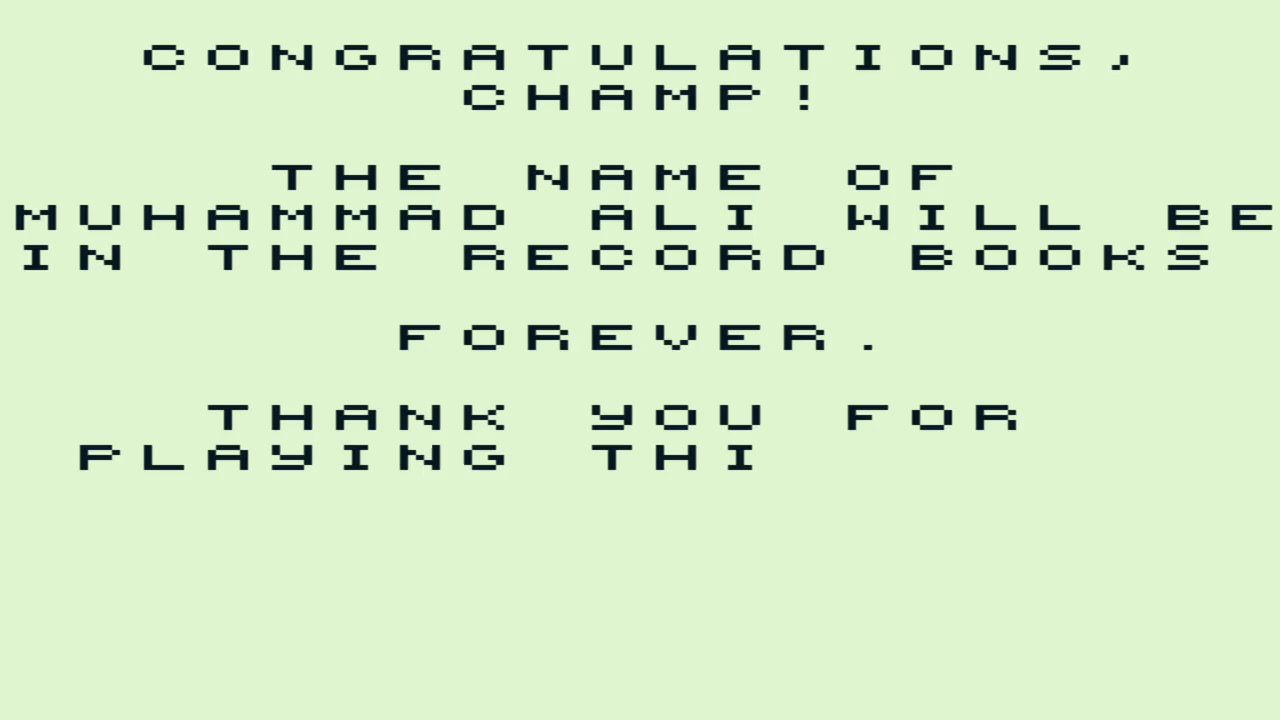 CONGRATULATIONS,
CHAMP!
THE NAME OF
MUHAMMAD ALI WILL BE
IN THE RECORD BOOKS
FOREVER.
THANK YOU FOR
PLAYING THI